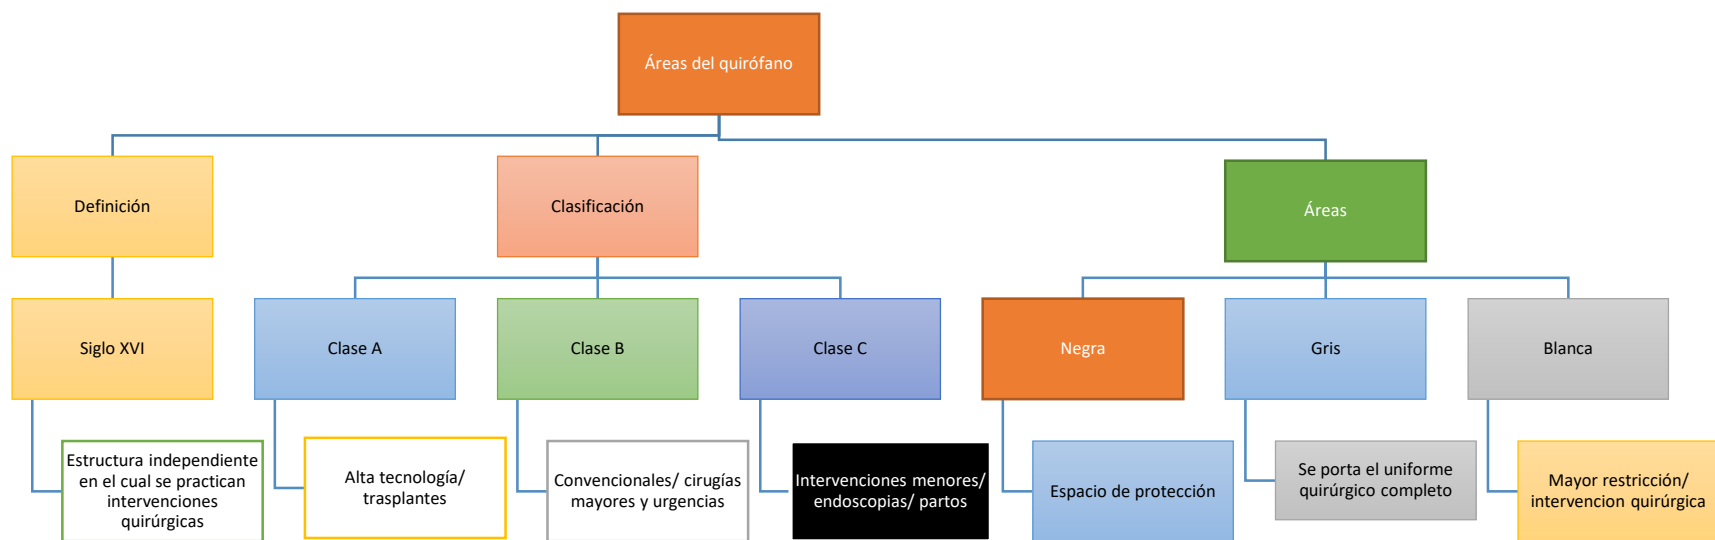 Áreas del quirófano
Definición
Clasificación
Áreas
Siglo XVI
Clase A
Clase B
Clase C
Negra
Gris
Blanca
Estructura independiente
en el cual se practican
intervenciones
quirúrgicas
Alta tecnología/
trasplantes
Convencionales/ cirugías
mayores y urgencias
Intervenciones menores/
endoscopias/ partos
Espacio de protección
Se porta el uniforme
quirúrgico completo
Mayor restricción/
intervencion quirúrgica